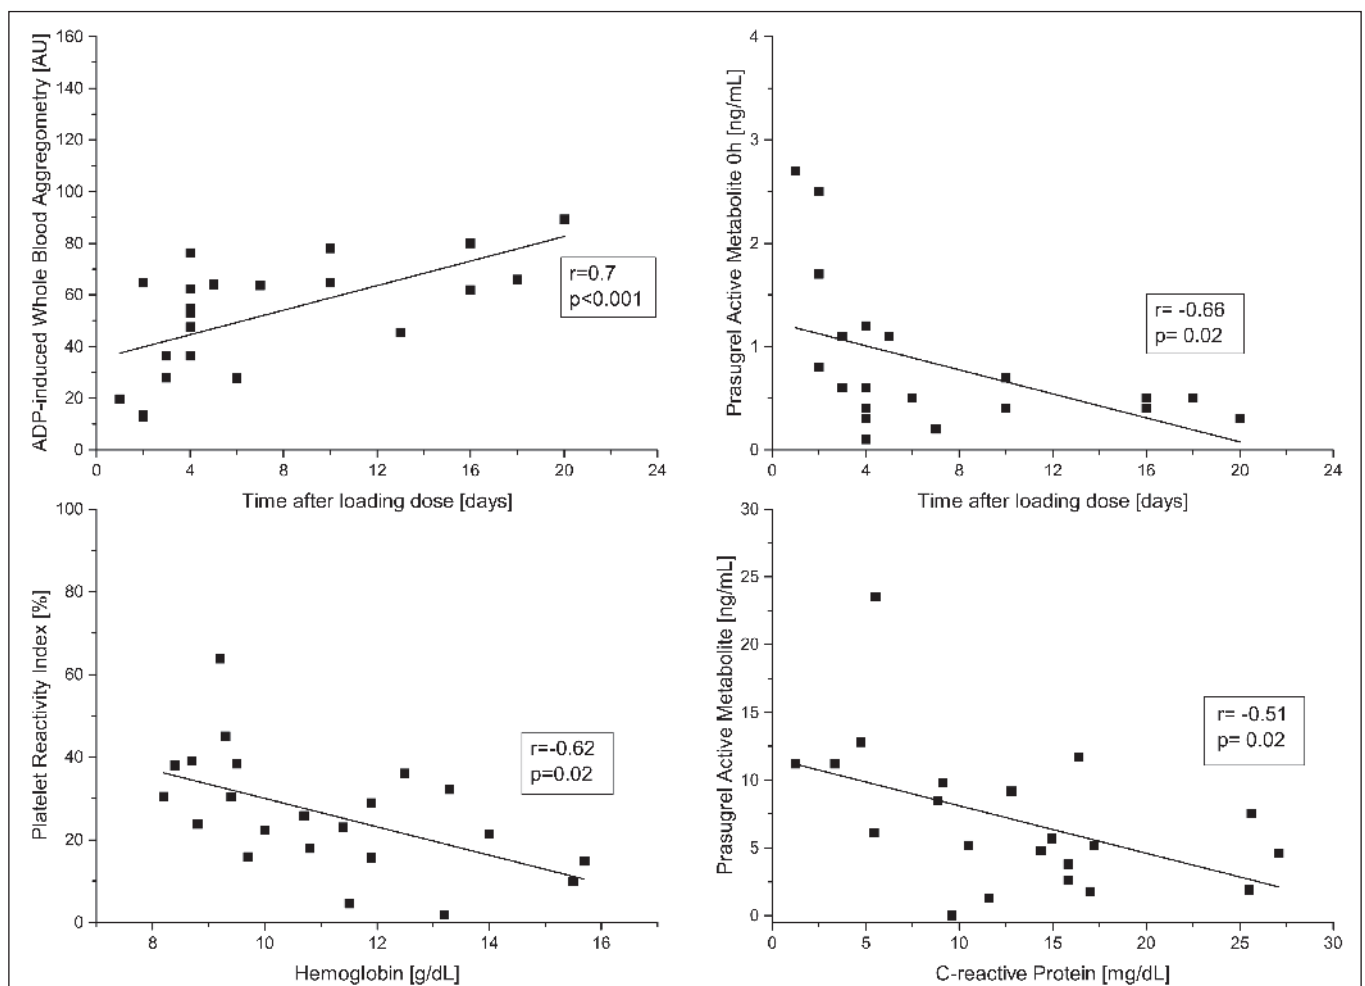 ADP-induced Whole Blood Aggregometry [AU]
160
140
120
100
80
60
40
20
0
r=0.7
p<0.001
0 4 8 12 16 20 24
Time after loading dose [days]
Prasugrel Active Metabolite 0h [ng/mL]
4
3
2
1
0
r= -0.66
p= 0.02
0 4 8 12 16 20 24
Time after loading dose [days]
Platelet Reactivity Index [%]
100
80
60
40
20
0
r=-0.62
p=0.02
8 10 12 14 16
Hemoglobin [g/dL]
Prasugrel Active Metabolite [ng/mL]
30
25
20
15
10
5
0
r= -0.51
p= 0.02
0 5 10 15 20 25 30
C-reactive Protein [mg/dL]